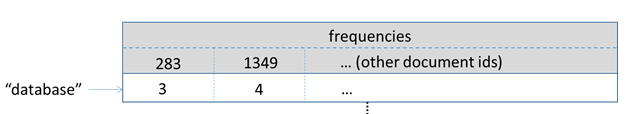 frequencies
283 1349 ... (other document ids)
“database” 3 4 ...